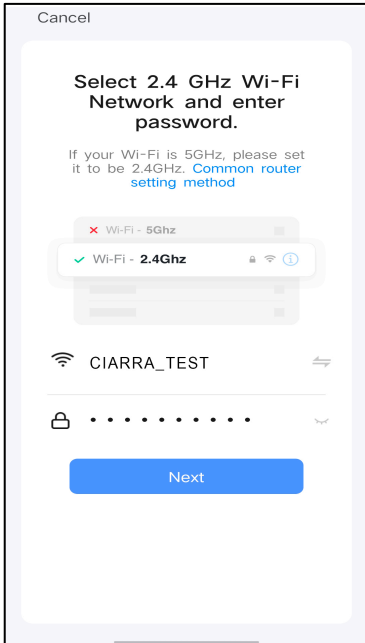 Cancel
Select 2.4 GHz Wi-Fi
Network and enter
password.
If your Wi-Fi is 5GHz, please set
it to be 2.4GHz. Common router
setting method
Wi-Fi - 5Ghz
Wi-Fi - 2.4Ghz
CIARRA_TEST
Next